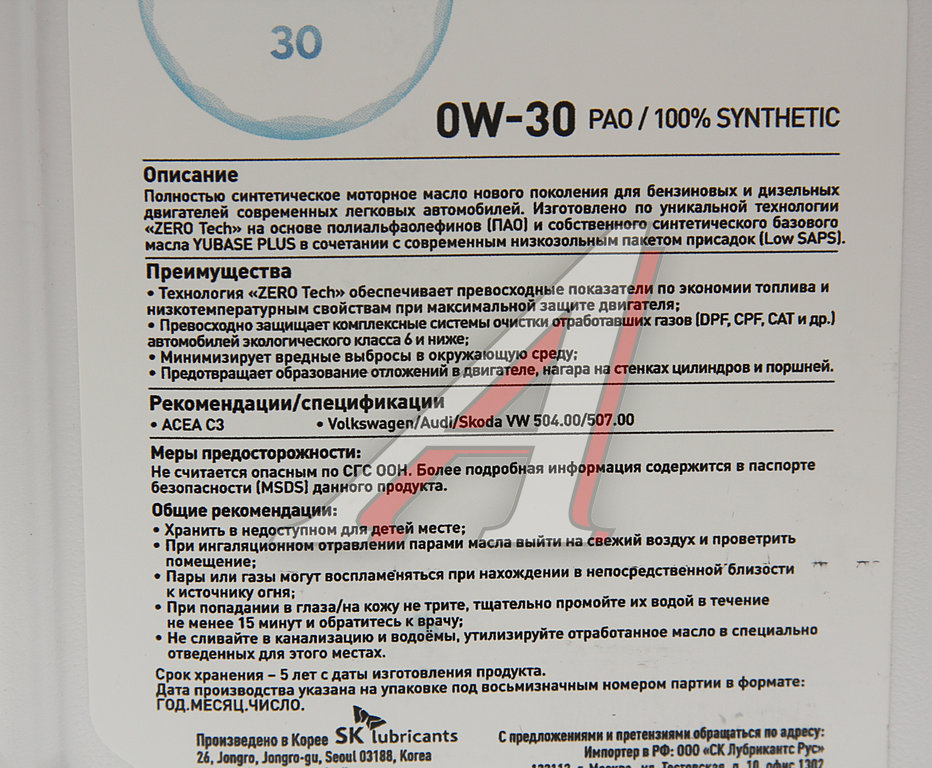 30
0W-30 PAO / 100% SYNTHETIC
Описание
Полностью синтетическое моторное масло нового поколения для бензиновых и дизельных
двигателей современных легковых автомобилей. Изготовлено по уникальной технологии
«ZERO Tech» на основе полиальфаолефинов (ПАО) и собственного синтетического базового
масла YUBASE PLUS в сочетании с современным низкозольным пакетом присадок (Low SAPS).
Преимущества
• Технология «ZERO Tech» обеспечивает превосходные показатели по экономии топлива и
низкотемпературным свойствам при максимальной защите двигателя;
• Превосходно защищает комплексные системы очистки отработавших газов (DPF, CPF, CAT и др.)
автомобилей экологического класса 6 и ниже;
• Минимизирует вредные выбросы в окружающую среду;
• Предотвращает образование отложений в двигателе, нагара на стенках цилиндров и поршней.
Рекомендации/спецификации
• ACEA C3 • Volkswagen/Audi/Skoda VW 504.00/507.00
Меры предосторожности:
Не считается опасным по СГС ООН. Более подробная информация содержится в паспорте
безопасности (MSDS) данного продукта.
Общие рекомендации:
• Хранить в недоступном для детей месте;
• При ингаляционном отравлении парами масла выйти на свежий воздух и проветрить
помещение;
• Пары или газы могут воспламеняться при нахождении в непосредственной близости
к источнику огня;
• При попадании в глаза/на кожу не трите, тщательно промойте их водой в течение
не менее 15 минут и обратитесь к врачу;
• Не сливайте в канализацию и водоёмы, утилизируйте отработанное масло в специально
отведенных для этого местах.
Срок хранения – 5 лет с даты изготовления продукта.
Дата производства указана на упаковке под восьмизначным номером партии в формате:
ГОД.МЕСЯЦ.ЧИСЛО.
Произведено в Корее SK lubricants
26, Jongro, Jongro-gu, Seoul 03188, Korea
С предложениями и претензиями обращаться по адресу:
Импортер в РФ: ООО «СК Лубрикантс Рус»